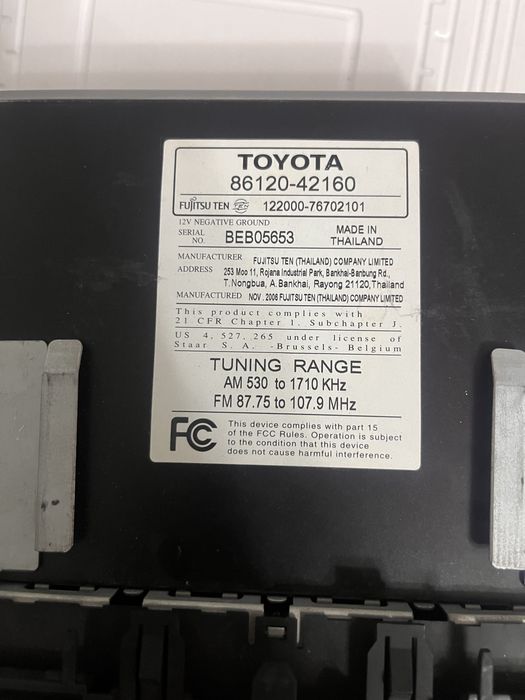 TOYOTA
86120-42160
FUJITSU TEN 122000-76702101
12V NEGATIVE GROUND
SERIAL NO. BEB05653 MADE IN THAILAND
MANUFACTURER FUJITSU TEN (THAILAND) COMPANY LIMITED
ADDRESS 253 Moo 11, Rojana Industrial Park, Bankhai-Banbung Rd.,
T.Nongbua, A.Bankhai, Rayong 21120,Thailand
MANUFACTURED NOV , 2006 FUJITSU TEN (THAILAND) COMPANY LIMITED
This product complies with
21 CFR Chapter 1, Subchapter J.
US 4, 527, 265 under license of
Staar S. A. -Brussels- Belgium
TUNING RANGE
AM 530 to 1710 KHz
FM 87.75 to 107.9 MHz
FC This device complies with part 15
of the FCC Rules. Operation is subject
to the condition that this device
does not cause harmful interference.